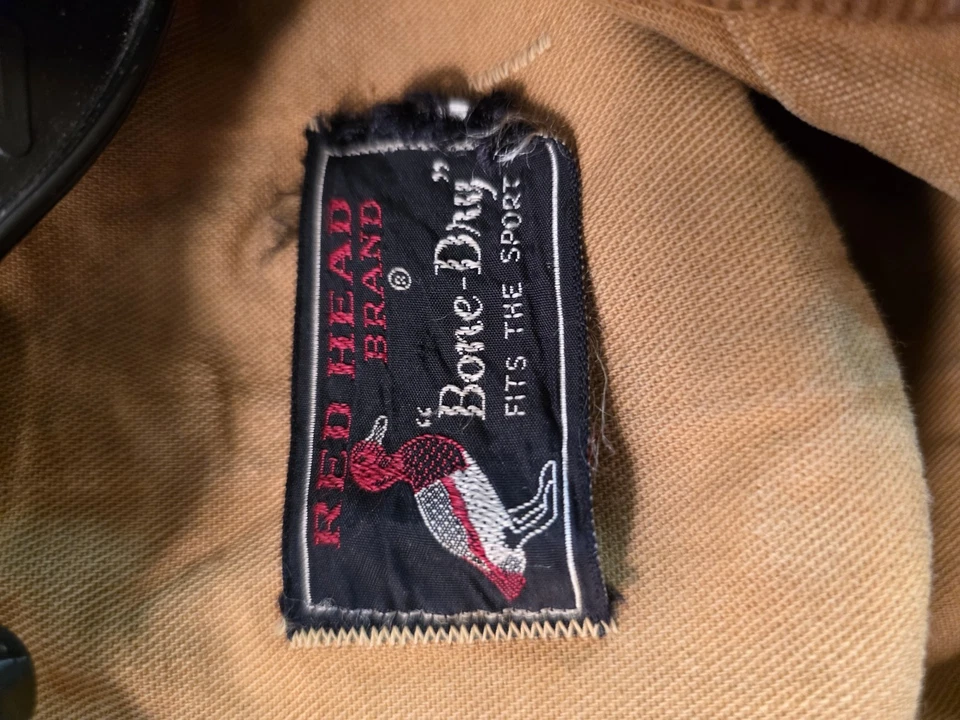 RED HEAD
BRAND ®
"Bone-Dry"
FITS THE SPORT